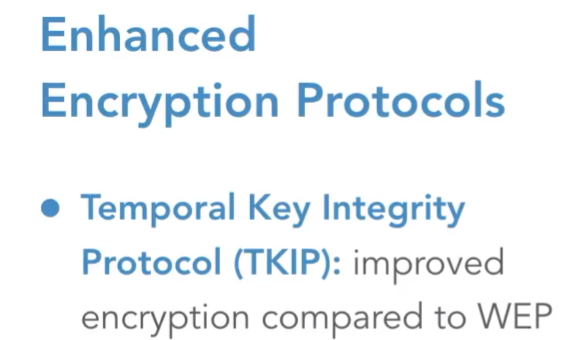 Enhanced
Encryption Protocols
● Temporal Key Integrity
Protocol (TKIP): improved
encryption compared to WEP